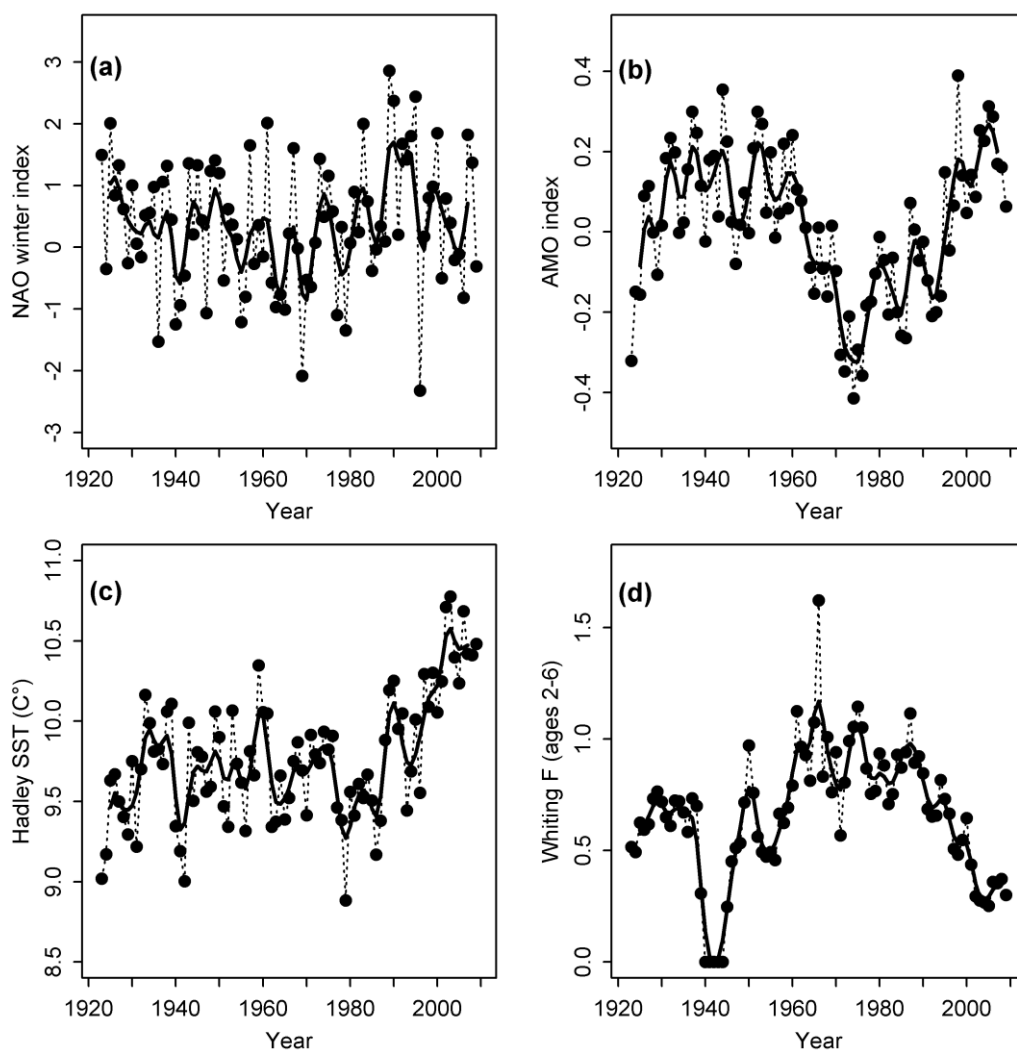 (a)
NAO winter index
3
2
1
0
-1
-2
-3
1920 1940 1960 1980 2000
Year
(b)
AMO index
0.4
0.2
0.0
-0.2
-0.4
1920 1940 1960 1980 2000
Year
(c)
Hadley SST (C°)
11.0
10.5
10.0
9.5
9.0
8.5
1920 1940 1960 1980 2000
Year
(d)
Whiting F (ages 2-6)
1.5
1.0
0.5
0.0
1920 1940 1960 1980 2000
Year